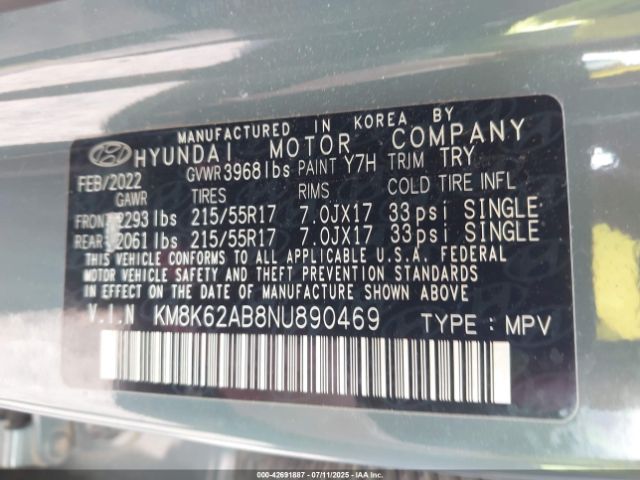 MANUFACTURED IN KOREA BY
HYUNDAI MOTOR COMPANY
FEB/2022 GVWR 3968 lbs PAINT Y7H TRIM TRY
GAWR TIRES RIMS COLD TIRE INFL
FRONT 2293 lbs 215/55R17 7.0JX17 33 psi SINGLE
REAR 2061 lbs 215/55R17 7.0JX17 33 psi SINGLE
THIS VEHICLE CONFORMS TO ALL APPLICABLE U.S.A. FEDERAL
MOTOR VEHICLE SAFETY AND THEFT PREVENTION STANDARDS
IN EFFECT ON THE DATE OF MANUFACTURE SHOWN ABOVE.
V.I.N KM8K62AB8NU890469 TYPE : MPV
000-42691887 07/11/2025 IAAI.COM